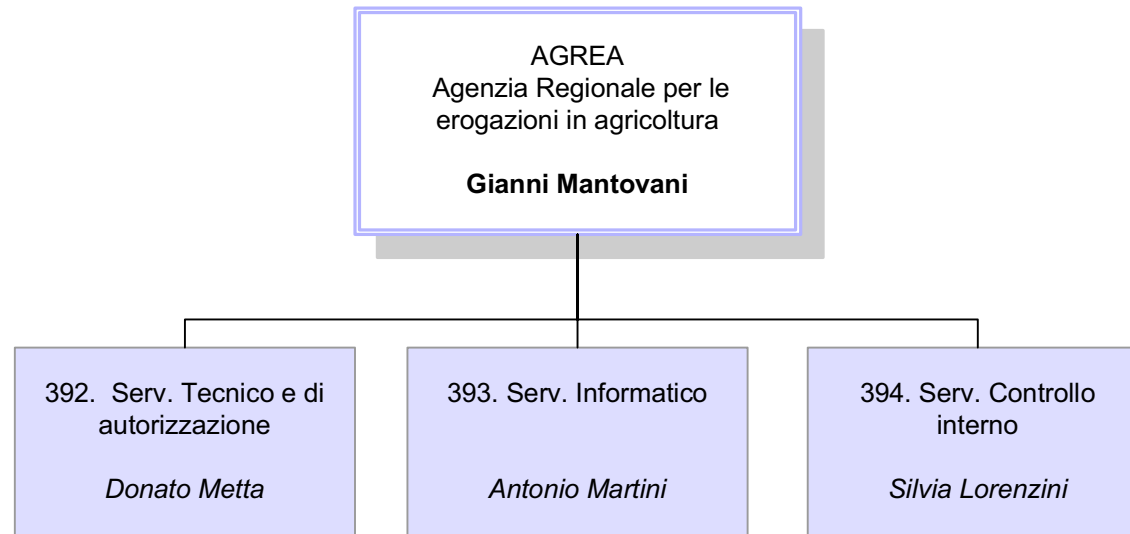 AGREA
Agenzia Regionale per le
erogazioni in agricoltura
Gianni Mantovani
392. Serv. Tecnico e di
autorizzazione
Donato Metta
393. Serv. Informatico
Antonio Martini
394. Serv. Controllo
interno
Silvia Lorenzini